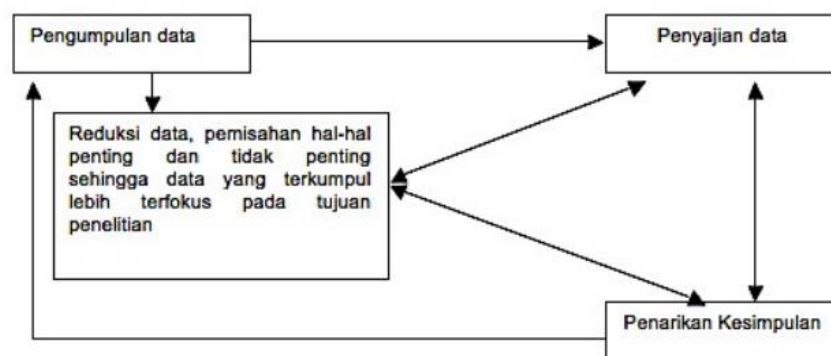 Pengumpulan data
Penyajian data
Reduksi data, pemisahan hal-hal
penting dan tidak penting
sehingga data yang terkumpul
lebih terfokus pada tujuan
penelitian
Penarikan Kesimpulan